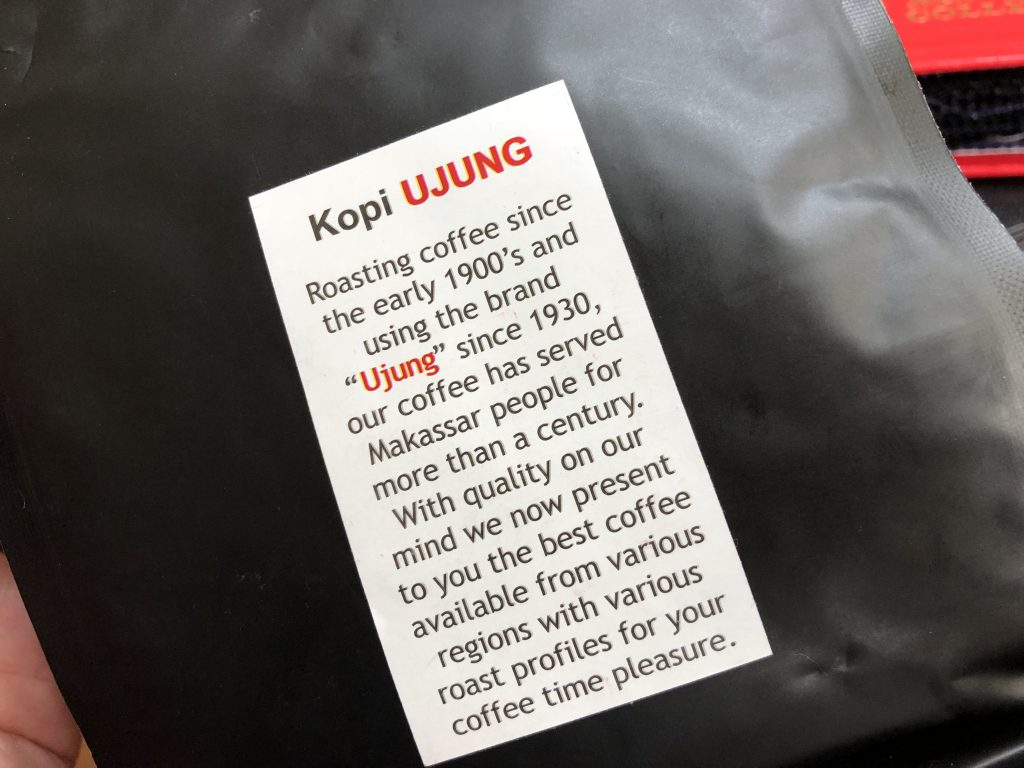 Kopi UJUNG
Roasting coffee since
the early 1900's and
using the brand
"Ujung" since 1930,
our coffee has served
Makassar people for
more than a century.
With quality on our
mind we now present
to you the best coffee
available from various
regions with various
roast profiles for your
coffee time pleasure.